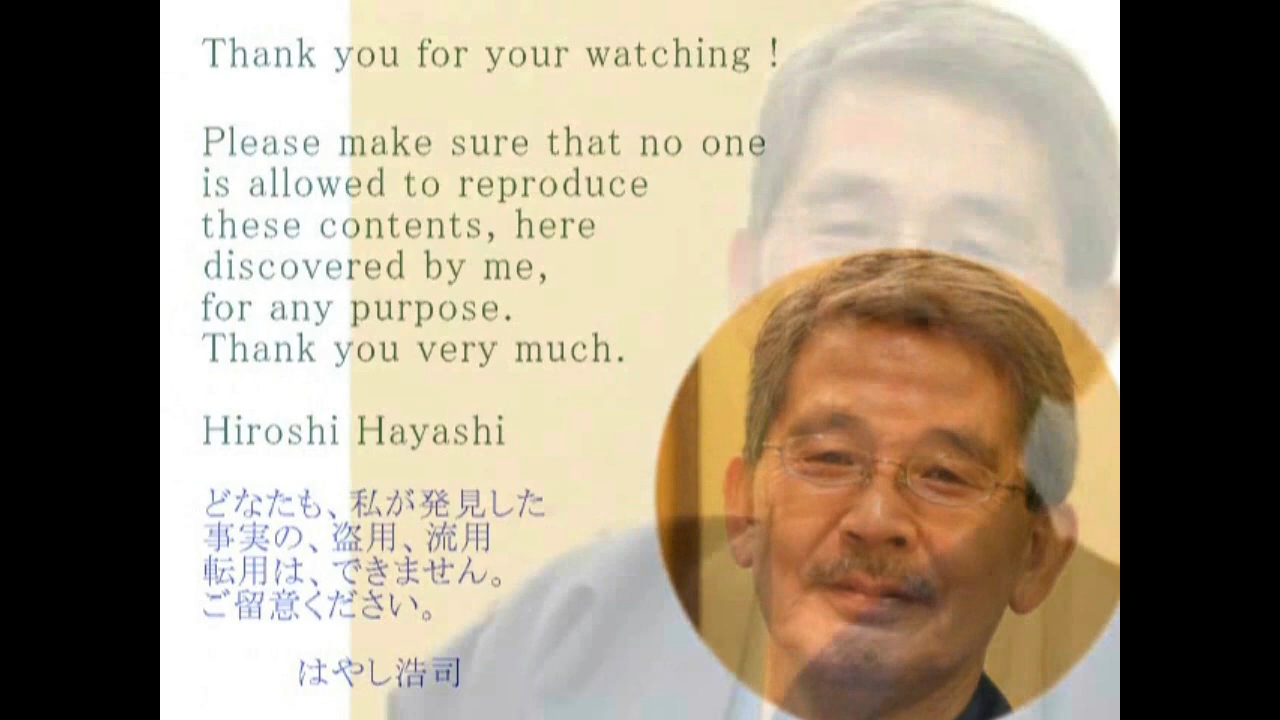 Thank you for your watching !
Please make sure that no one
is allowed to reproduce
these contents, here
discovered by me,
for any purpose.
Thank you very much.
Hiroshi Hayashi
どなたも、私が発見した
事実の、盗用、流用
転用は、できません。
ご留意ください。
はやし浩司